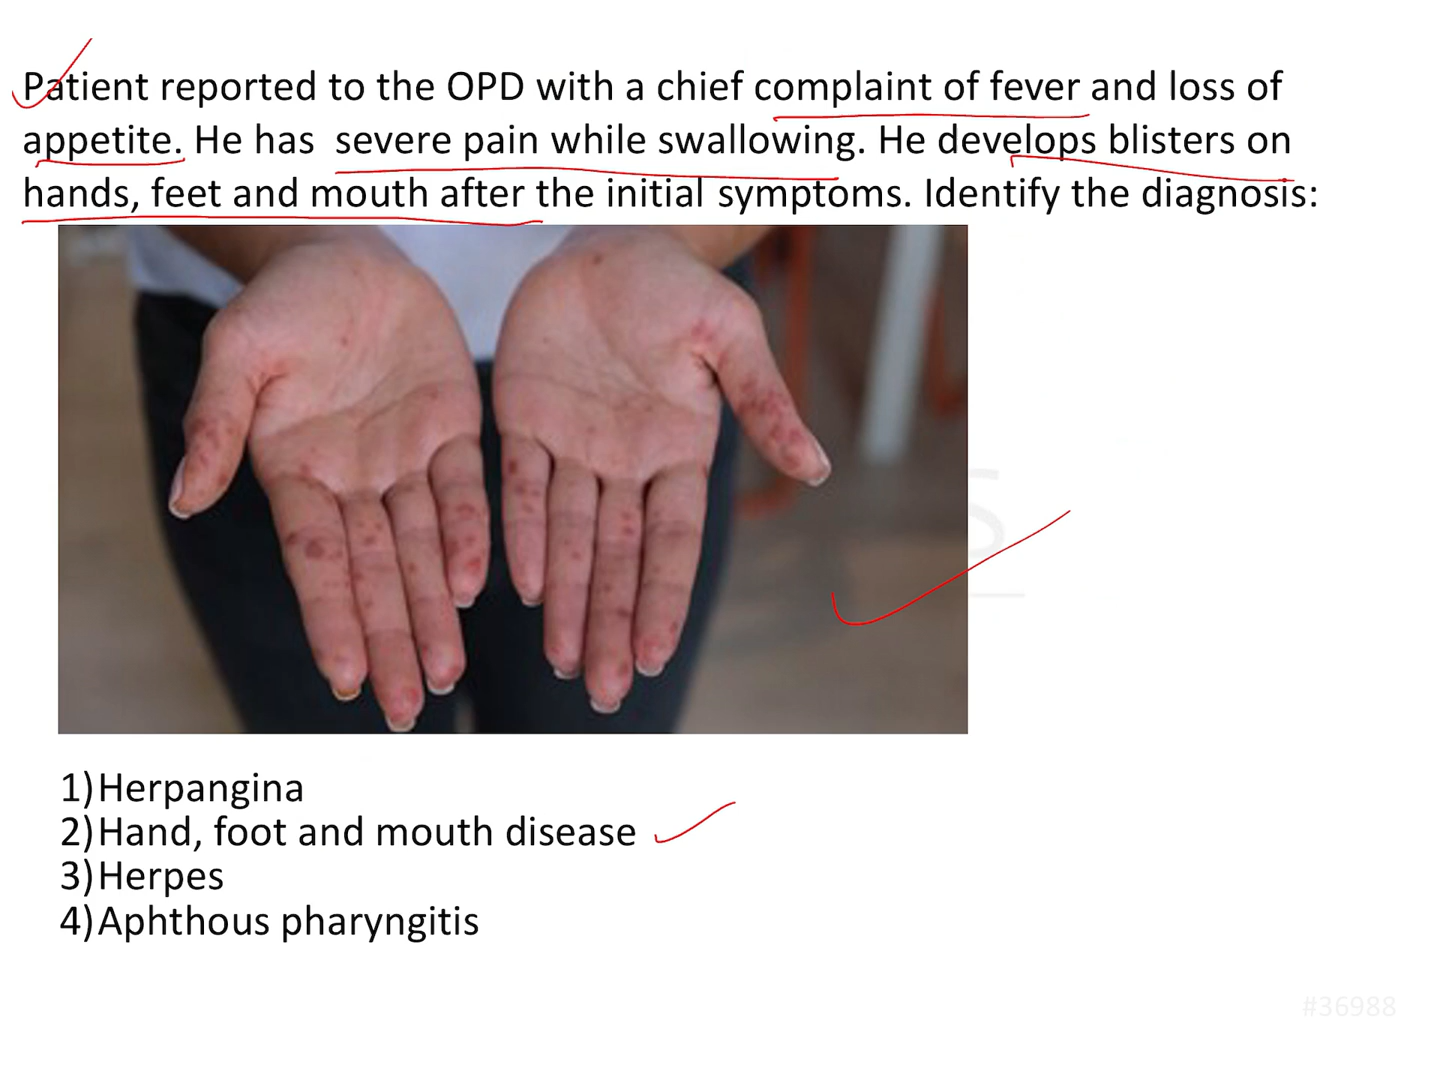 Patient reported to the OPD with a chief complaint of fever and loss of
appetite. He has severe pain while swallowing. He develops blisters on
hands, feet and mouth after the initial symptoms. Identify the diagnosis:
S
1)Herpangina
2)Hand, foot and mouth disease
3)Herpes
4)Aphthous pharyngitis
#36988